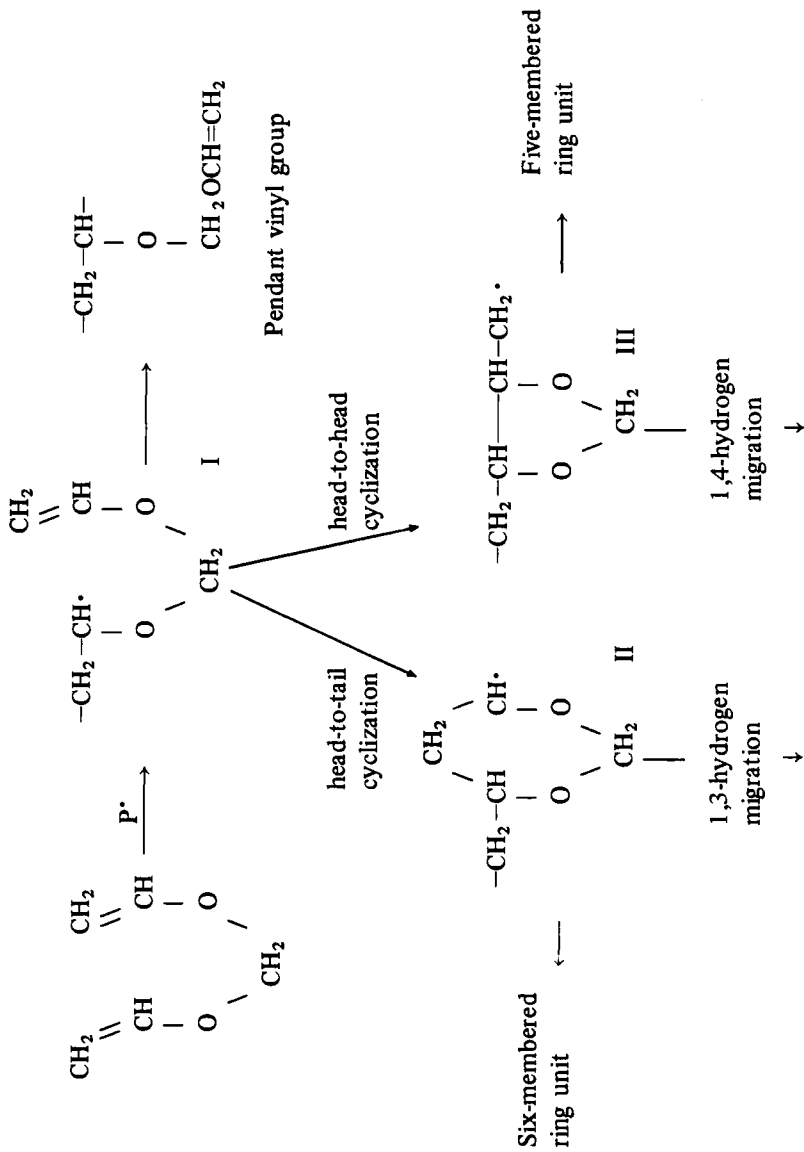 CH₂ CH₂
CH CH
O O
CH₂
P•
CH₂
–CH₂–CH• CH
O O
CH₂ I
–CH₂–CH–
O
CH₂OCH=CH₂
Pendant vinyl group
head-to-tail
cyclization
head-to-head
cyclization
Six-membered
ring unit
CH₂
–CH₂–CH CH•
O O
CH₂ II
1,3-hydrogen
migration
–CH₂–CH——CH–CH₂•
O O
CH₂ III
1,4-hydrogen
migration
Five-membered
ring unit